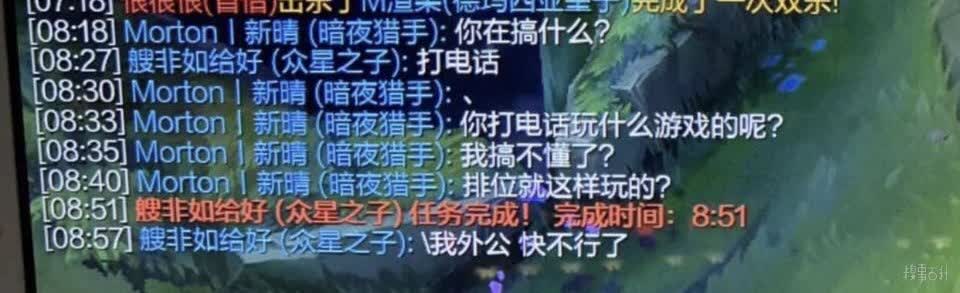 [08:18] Morton丨新晴 (暗夜猎手): 你在搞什么?
[08:27] 艘非如给好 (众星之子): 打电话
[08:30] Morton丨新晴 (暗夜猎手): 、
[08:33] Morton丨新晴 (暗夜猎手): 你打电话玩什么游戏的呢?
[08:35] Morton丨新晴 (暗夜猎手): 我搞不懂了?
[08:40] Morton丨新晴 (暗夜猎手): 排位就这样玩的?
[08:51] 艘非如给好 (众星之子) 任务完成! 完成时间: 8:51
[08:57] 艘非如给好 (众星之子): \我外公 快不行了